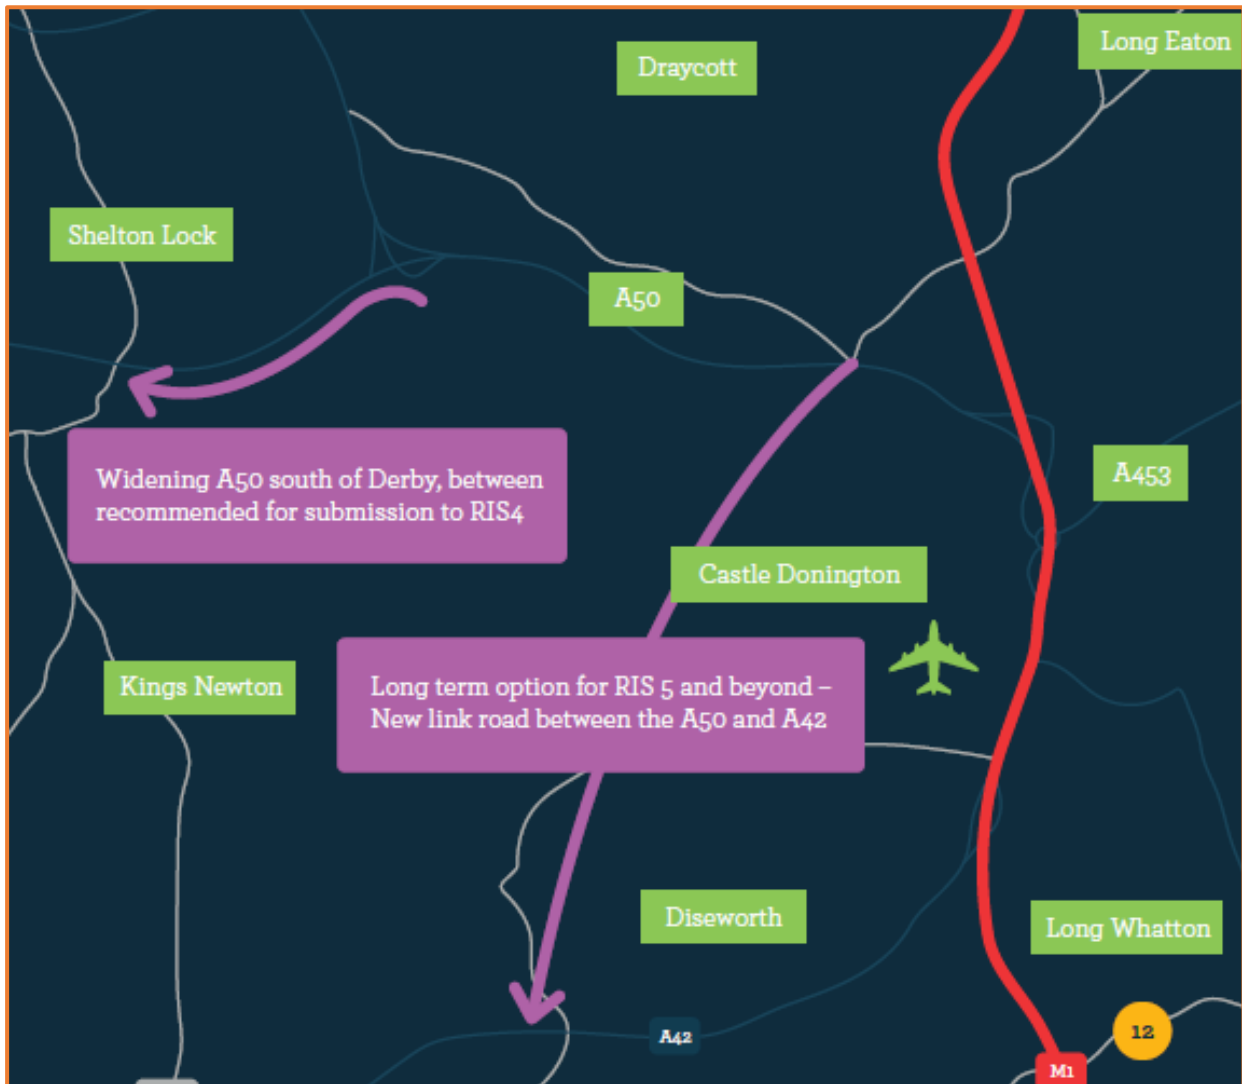 Long Eaton
Draycott
Shelton Lock
A50
Widening A50 south of Derby, between
recommended for submission to RIS4
A453
Castle Donington
Kings Newton
Long term option for RIS 5 and beyond –
New link road between the A50 and A42
Diseworth
Long Whatton
A42
12
M1